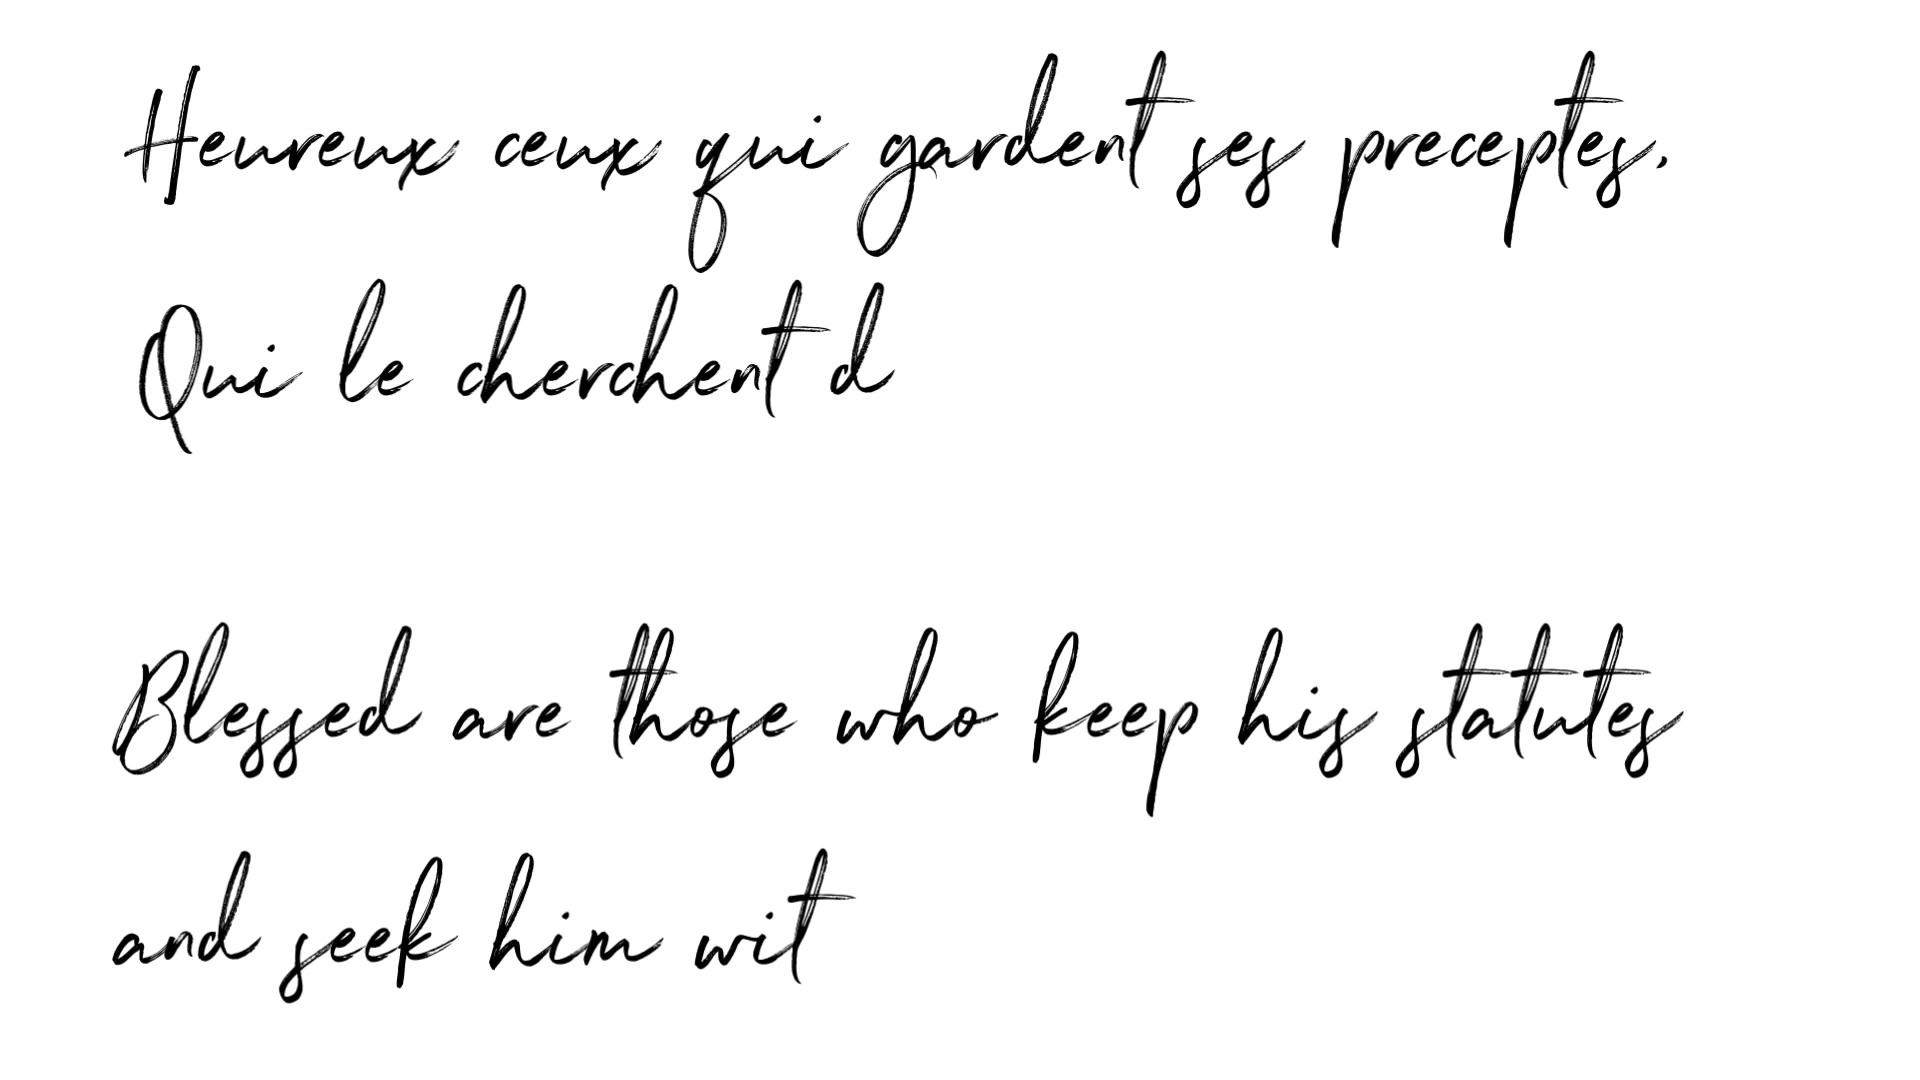 Heureux ceux qui gardent ses preceptes,
Qui le cherchent d
Blessed are those who keep his statutes
and seek him wit